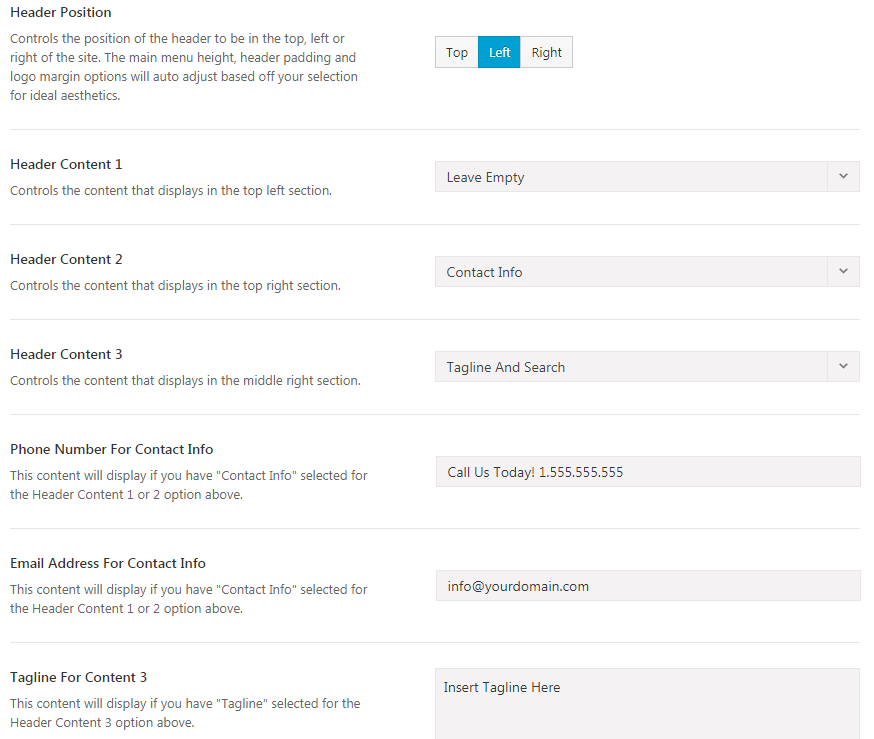 Header Position
Controls the position of the header to be in the top, left or
right of the site. The main menu height, header padding and
logo margin options will auto adjust based off your selection
for ideal aesthetics.
Top Left Right
Header Content 1
Controls the content that displays in the top left section.
Leave Empty
Header Content 2
Controls the content that displays in the top right section.
Contact Info
Header Content 3
Controls the content that displays in the middle right section.
Tagline And Search
Phone Number For Contact Info
This content will display if you have "Contact Info" selected for
the Header Content 1 or 2 option above.
Call Us Today! 1.555.555.555
Email Address For Contact Info
This content will display if you have "Contact Info" selected for
the Header Content 1 or 2 option above.
info@yourdomain.com
Tagline For Content 3
This content will display if you have "Tagline" selected for the
Header Content 3 option above.
Insert Tagline Here